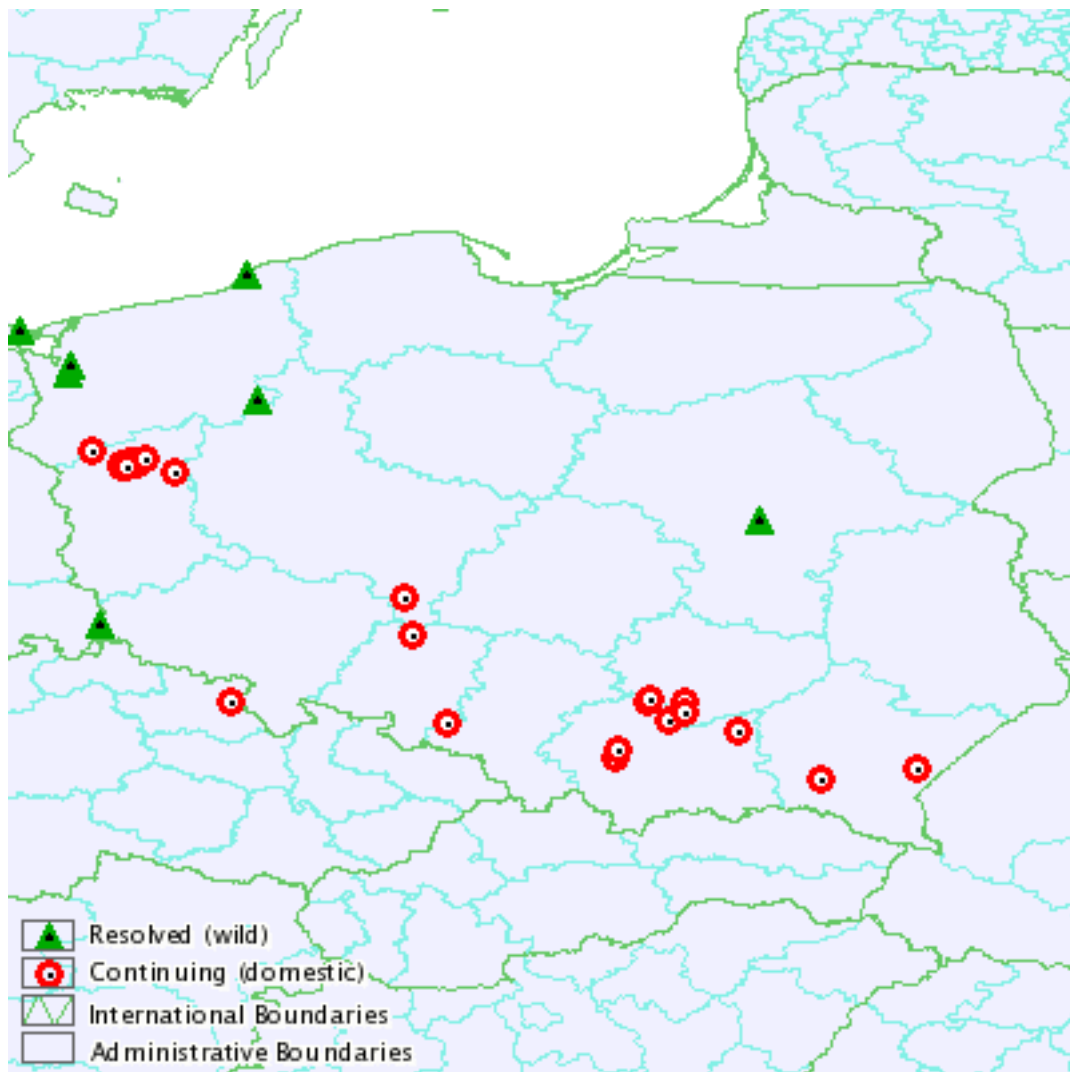 Resolved (wild)
Continuing (domestic)
International Boundaries
Administrative Boundaries